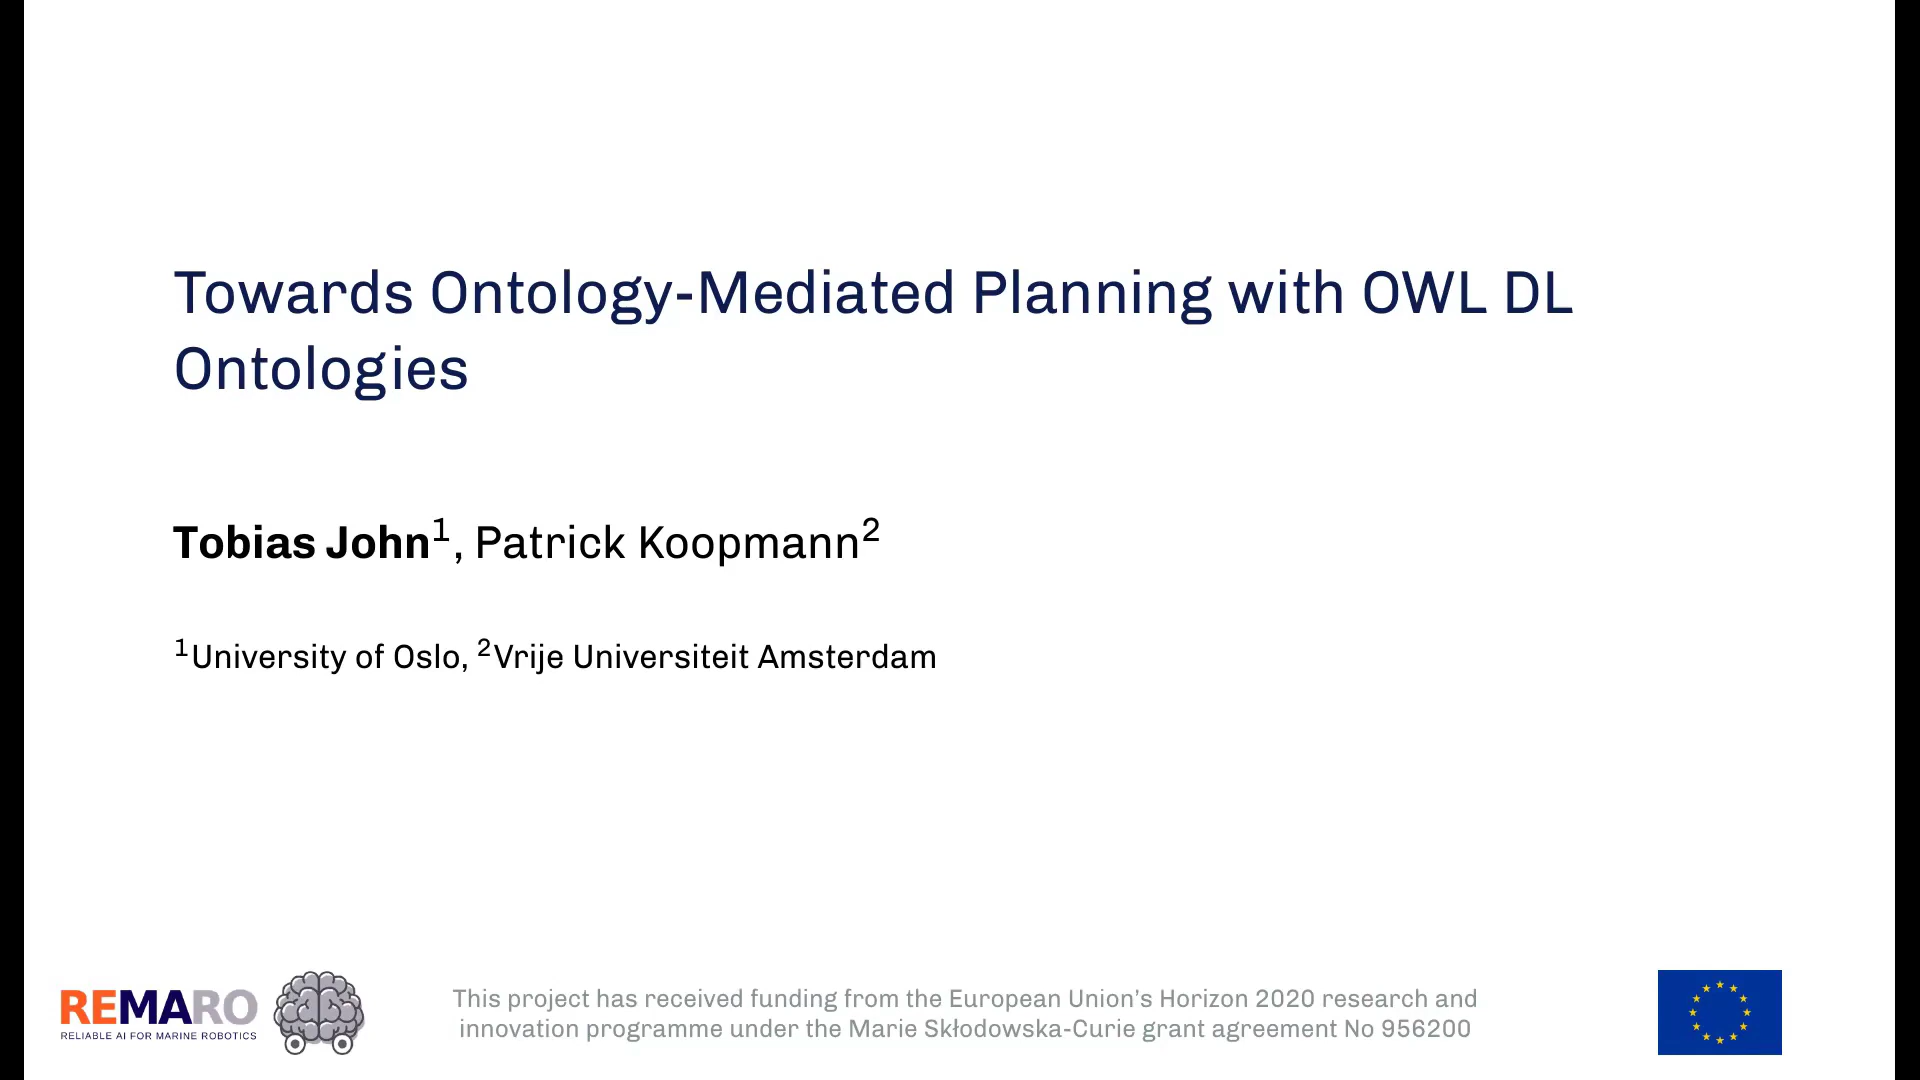 Towards Ontology-Mediated Planning with OWL DL
Ontologies
Tobias John¹, Patrick Koopmann²
¹University of Oslo, ²Vrije Universiteit Amsterdam
REMARO
RELIABLE AI FOR MARINE ROBOTICS
This project has received funding from the European Union’s Horizon 2020 research and
innovation programme under the Marie Skłodowska-Curie grant agreement No 956200